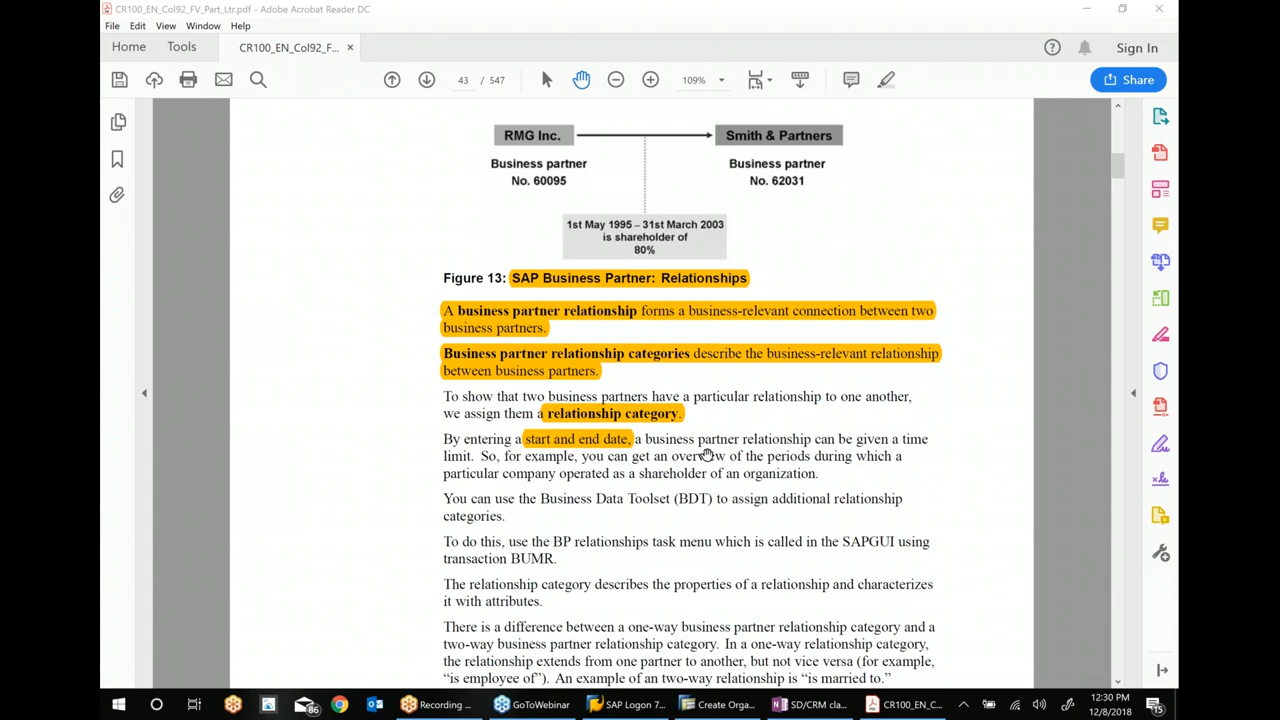 CR100_EN_Col92_FV_Part_Ltr.pdf - Adobe Acrobat Reader DC
File Edit View Window Help
Home Tools CR100_EN_Col92_F... × Sign In
43 / 547 109% Share
RMG Inc. Smith & Partners
Business partner Business partner
No. 60095 No. 62031
1st May 1995 – 31st March 2003
is shareholder of
80%
Figure 13: SAP Business Partner: Relationships
A business partner relationship forms a business-relevant connection between two
business partners.
Business partner relationship categories describe the business-relevant relationship
between business partners.
To show that two business partners have a particular relationship to one another,
we assign them a relationship category.
By entering a start and end date, a business partner relationship can be given a time
limit. So, for example, you can get an overview of the periods during which a
particular company operated as a shareholder of an organization.
You can use the Business Data Toolset (BDT) to assign additional relationship
categories.
To do this, use the BP relationships task menu which is called in the SAPGUI using
transaction BUMR.
The relationship category describes the properties of a relationship and characterizes
it with attributes.
There is a difference between a one-way business partner relationship category and a
two-way business partner relationship category. In a one-way relationship category,
the relationship extends from one partner to another, but not vice versa (for example,
“is employee of”). An example of an two-way relationship is “is married to.”
86 Recording ... GoToWebinar SAP Logon 7... Create Orga... SD/CRM cla... CR100_EN_C... 12:30 PM
12/8/2018 15